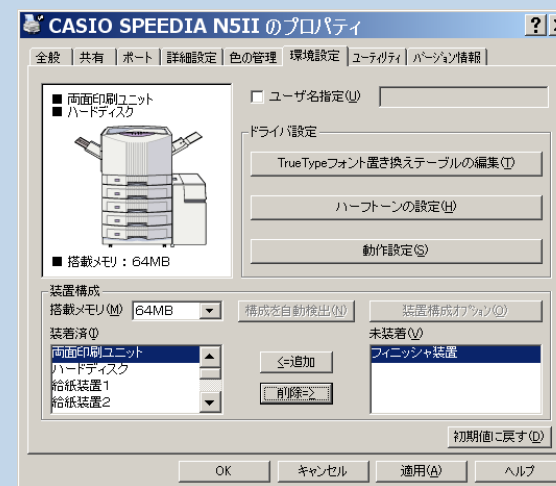 CASIO SPEEDIA N5II のプロパティ
全般 共有 ポート 詳細設定 色の管理 環境設定 ユーティリティ バージョン情報
■ 両面印刷ユニット
■ ハードディスク
■ 搭載メモリ : 64MB
ユーザ名指定(U)
ドライバ設定
TrueTypeフォント置き換えテーブルの編集(T)
ハーフトーンの設定(H)
動作設定(S)
装置構成
搭載メモリ(M) 64MB 構成を自動検出(N) 装置構成オプション(O)
装着済(I) 未装着(V)
両面印刷ユニット フィニッシャ装置
ハードディスク <=追加
給紙装置1
給紙装置2 削除=>
初期値に戻す(D)
OK キャンセル 適用(A) ヘルプ